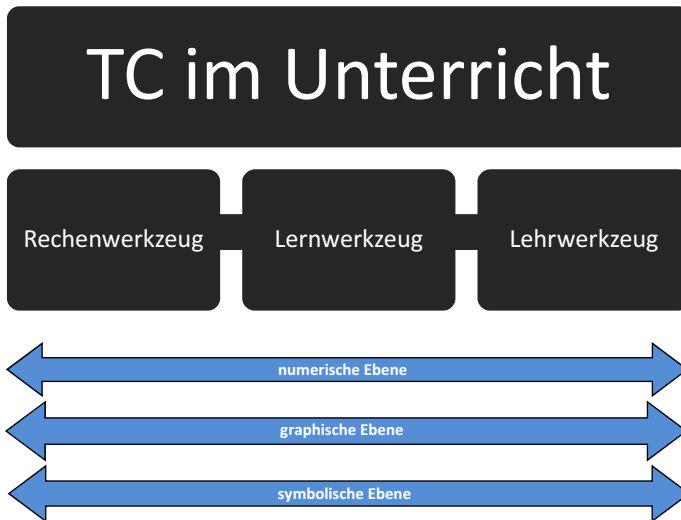 TC im Unterricht
Rechenwerkzeug
Lernwerkzeug
Lehrwerkzeug
numerische Ebene
graphische Ebene
symbolische Ebene